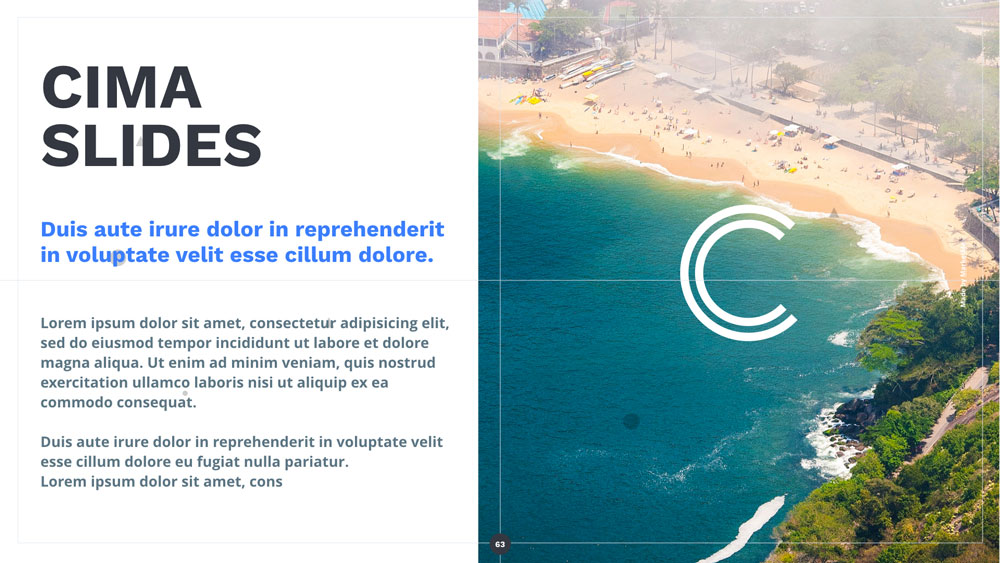 CIMA
SLIDES
Duis aute irure dolor in reprehenderit
in voluptate velit esse cillum dolore.
Lorem ipsum dolor sit amet, consectetur adipisicing elit,
sed do eiusmod tempor incididunt ut labore et dolore
magna aliqua. Ut enim ad minim veniam, quis nostrud
exercitation ullamco laboris nisi ut aliquip ex ea
commodo consequat.
Duis aute irure dolor in reprehenderit in voluptate velit
esse cillum dolore eu fugiat nulla pariatur.
Lorem ipsum dolor sit amet, cons
C
63